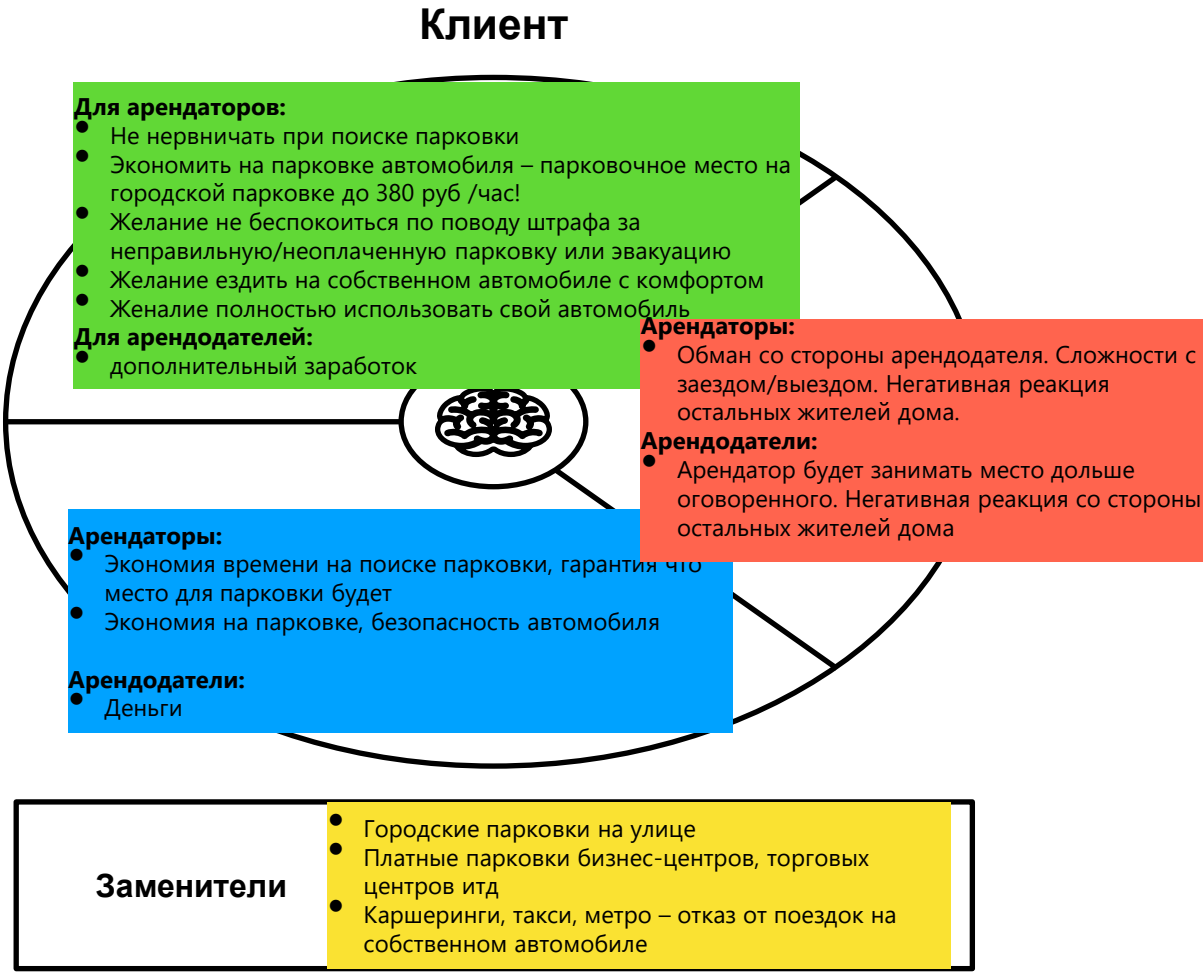 Клиент
Для арендаторов:
● Не нервничать при поиске парковки
● Экономить на парковке автомобиля – парковочное место на
городской парковке до 380 руб /час!
● Желание не беспокоиться по поводу штрафа за
неправильную/неоплаченную парковку или эвакуацию
● Желание ездить на собственном автомобиле с комфортом
● Женалие полностью использовать свой автомобиль
Для арендодателей:
● дополнительный заработок
Арендаторы:
● Обман со стороны арендодателя. Сложности с
заездом/выездом. Негативная реакция
остальных жителей дома.
Арендодатели:
● Арендатор будет занимать место дольше
оговоренного. Негативная реакция со стороны
остальных жителей дома
Арендаторы:
● Экономия времени на поиске парковки, гарантия что
место для парковки будет
● Экономия на парковке, безопасность автомобиля
Арендодатели:
● Деньги
Заменители
● Городские парковки на улице
● Платные парковки бизнес-центров, торговых
центров итд
● Каршеринги, такси, метро – отказ от поездок на
собственном автомобиле